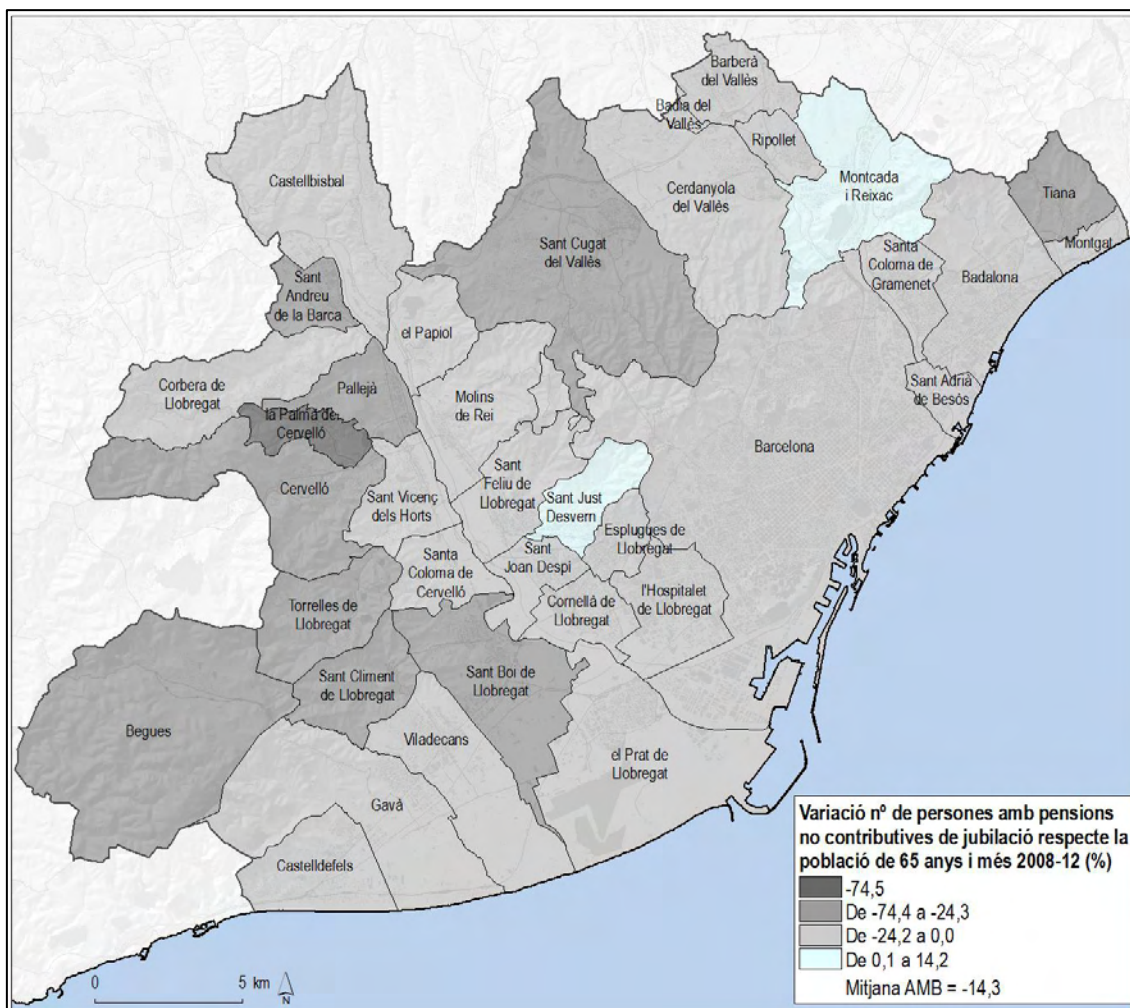 Barberà
del Vallès
Badia del
Vallès
Ripollet
Castellbisbal
Cerdanyola
del Vallès
Montcada
i Reixac
Tiana
Sant Cugat
del Vallès
Santa
Coloma de
Gramenet
Montgat
Badalona
Sant
Andreu
de la Barca
el Papiol
Corbera de
Llobregat
Pallejà
Molins
de Rei
Sant Adrià
de Besòs
la Palma de
Cervelló
Barcelona
Cervelló
Sant Vicenç
dels Horts
Sant
Feliu de
Llobregat
Sant Just
Desvern
Esplugues de
Llobregat
Santa
Coloma de
Cervelló
Sant
Joan Despí
Cornellà de
Llobregat
l'Hospitalet
de Llobregat
Torrelles de
Llobregat
Sant Climent
de Llobregat
Sant Boi de
Llobregat
Begues
Viladecans
el Prat de
Llobregat
Gavà
Castelldefels
Variació nº de persones amb pensions
no contributives de jubilació respecte la
població de 65 anys i més 2008-12 (%)
-74,5
De -74,4 a -24,3
De -24,2 a 0,0
De 0,1 a 14,2
Mitjana AMB = -14,3
0 5 km
N